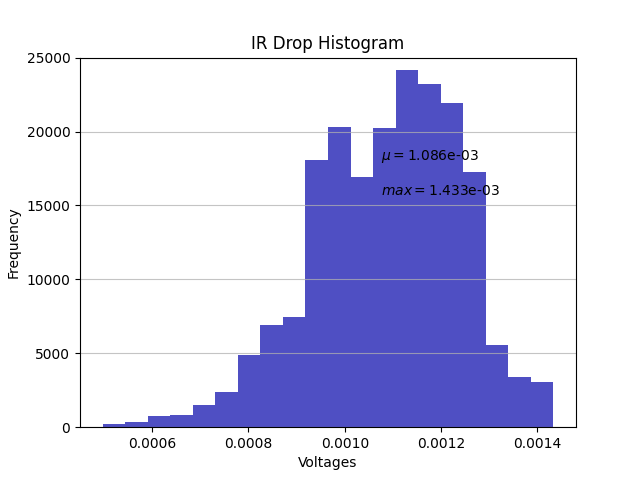 IR Drop Histogram
25000
20000
15000
10000
5000
0
Frequency
μ = 1.086e-03
max = 1.433e-03
0.0006 0.0008 0.0010 0.0012 0.0014
Voltages